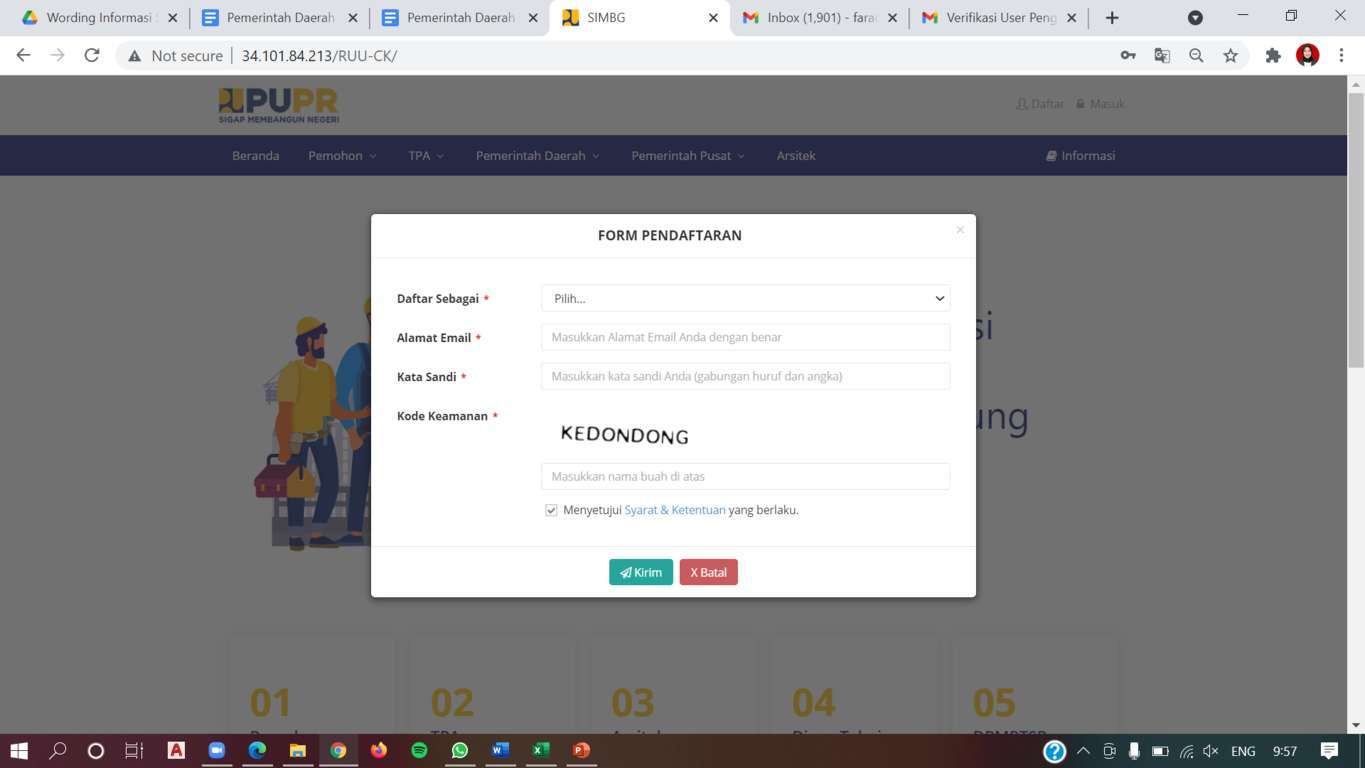 Wording Informasi S
Pemerintah Daerah
Pemerintah Daerah
SIMBG
Inbox (1,901) - farad
Verifikasi User Peng
Not secure
34.101.84.213/RUU-CK/
PUPR
SIGAP MEMBANGUN NEGERI
Daftar
Masuk
Beranda
Pemohon
TPA
Pemerintah Daerah
Pemerintah Pusat
Arsitek
Informasi
FORM PENDAFTARAN
×
Daftar Sebagai *
Pilih...
Alamat Email *
Masukkan Alamat Email Anda dengan benar
Kata Sandi *
Masukkan kata sandi Anda (gabungan huruf dan angka)
Kode Keamanan *
KEDONDONG
Masukkan nama buah di atas
Menyetujui Syarat & Ketentuan yang berlaku.
Kirim
X Batal
si
ung
01
02
03
04
05
TPA
ENG
9:57